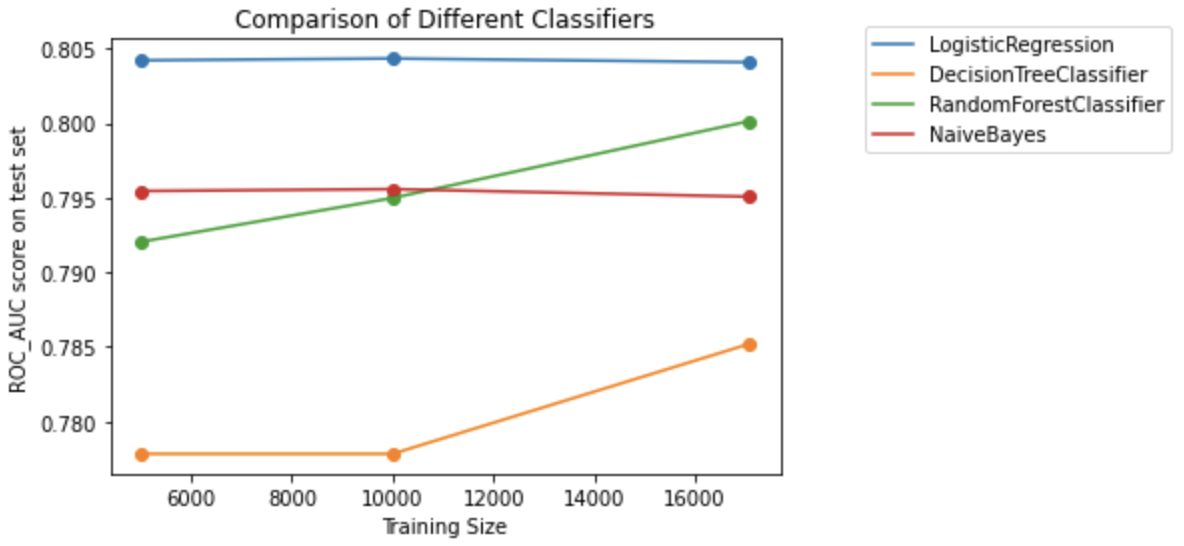 Comparison of Different Classifiers
LogisticRegression
DecisionTreeClassifier
RandomForestClassifier
NaiveBayes
ROC_AUC score on test set
0.805
0.800
0.795
0.790
0.785
0.780
6000 8000 10000 12000 14000 16000
Training Size